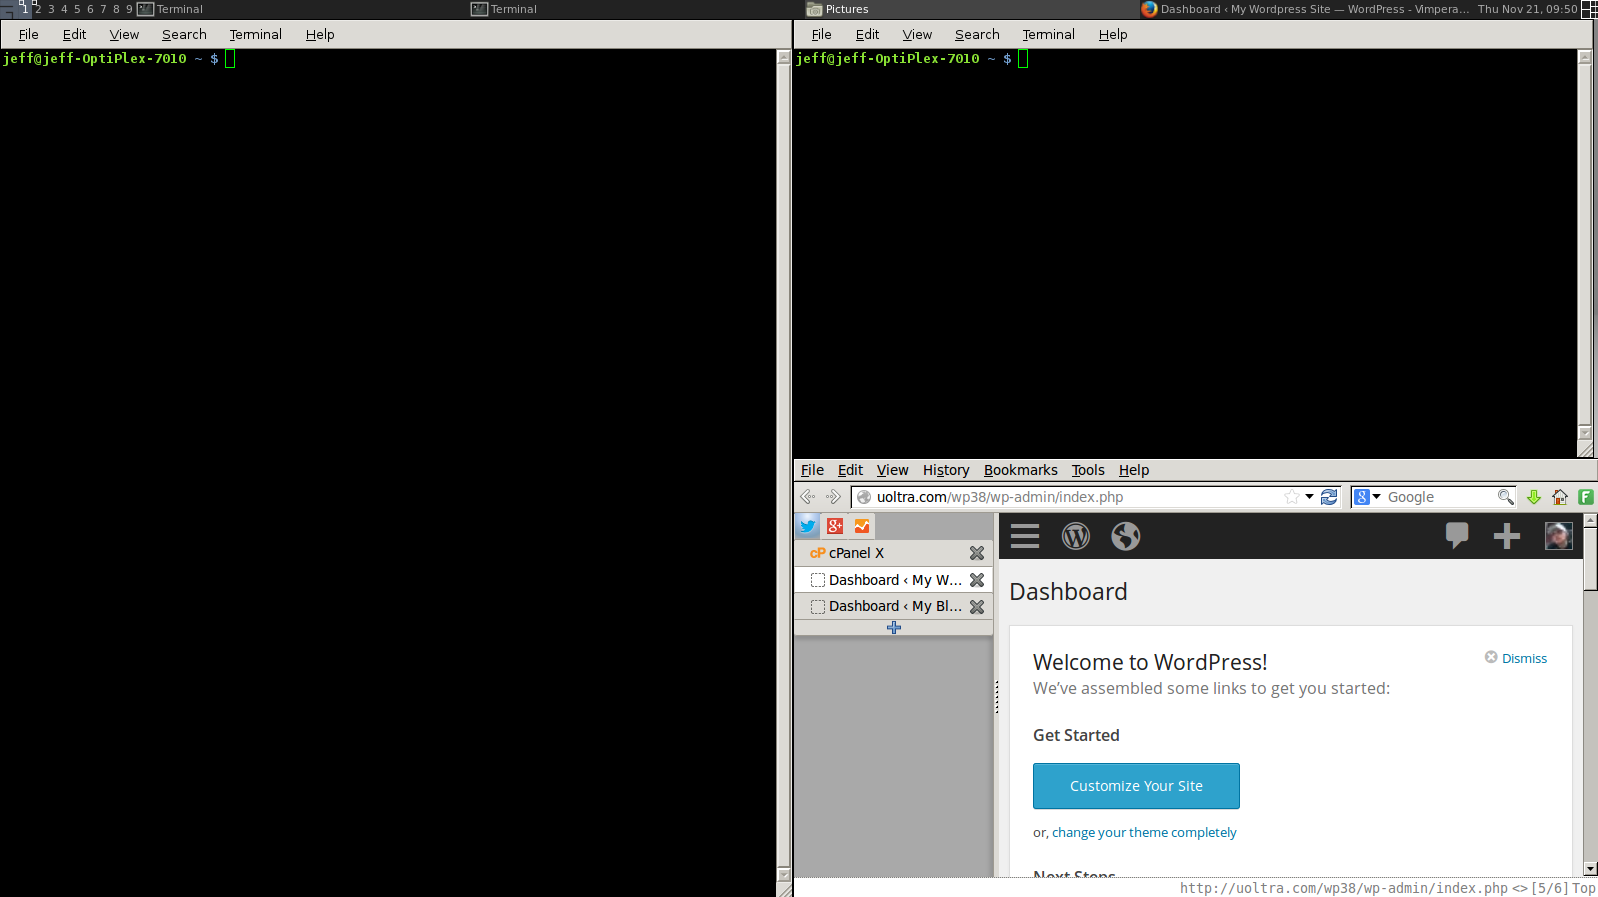 1 2 3 4 5 6 7 8 9 Terminal Terminal Pictures Dashboard ‹ My Wordpress Site — WordPress - Vimpera... Thu Nov 21, 09:50
File Edit View Search Terminal Help
jeff@jeff-OptiPlex-7010 ~ $
File Edit View Search Terminal Help
jeff@jeff-OptiPlex-7010 ~ $
File Edit View History Bookmarks Tools Help
uoltra.com/wp38/wp-admin/index.php 8 Google F
g+
cP cPanel X
Dashboard ‹ My W...
Dashboard ‹ My Bl...
Dashboard
Welcome to WordPress! Dismiss
We've assembled some links to get you started:
Get Started
Customize Your Site
or, change your theme completely
Next Steps
http://uoltra.com/wp38/wp-admin/index.php <> [5/6] Top